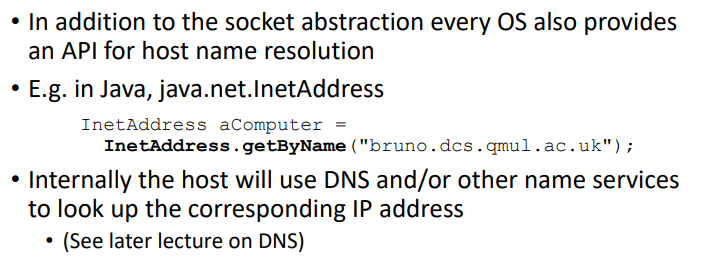 • In addition to the socket abstraction every OS also provides
an API for host name resolution
• E.g. in Java, java.net.InetAddress
InetAddress aComputer =
InetAddress.getByName("bruno.dcs.qmul.ac.uk");
• Internally the host will use DNS and/or other name services
to look up the corresponding IP address
• (See later lecture on DNS)